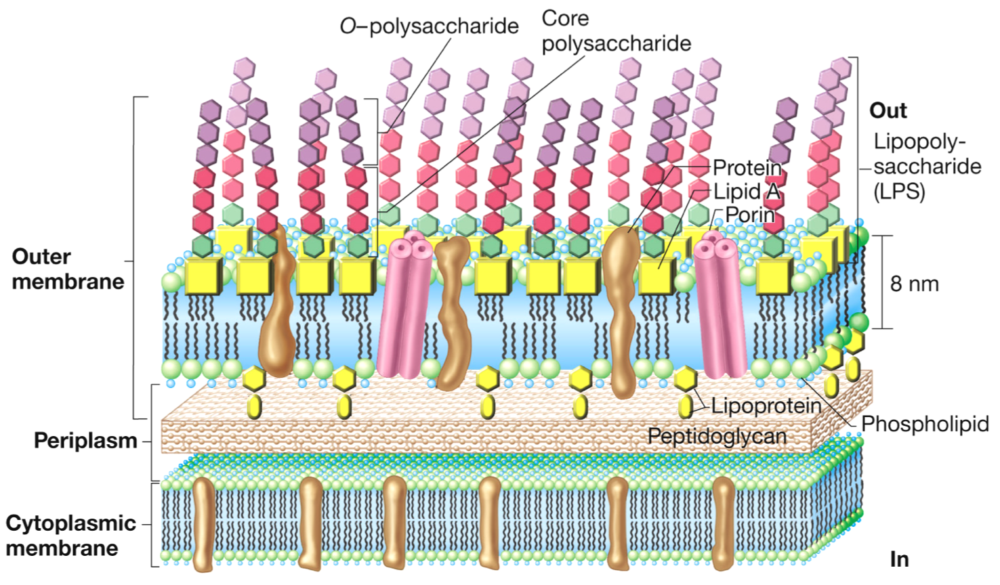 O–polysaccharide
Core
polysaccharide
Out
Lipopoly-
saccharide
(LPS)
Protein
Lipid A
Porin
Outer
membrane
8 nm
Lipoprotein
Phospholipid
Peptidoglycan
Periplasm
Cytoplasmic
membrane
In